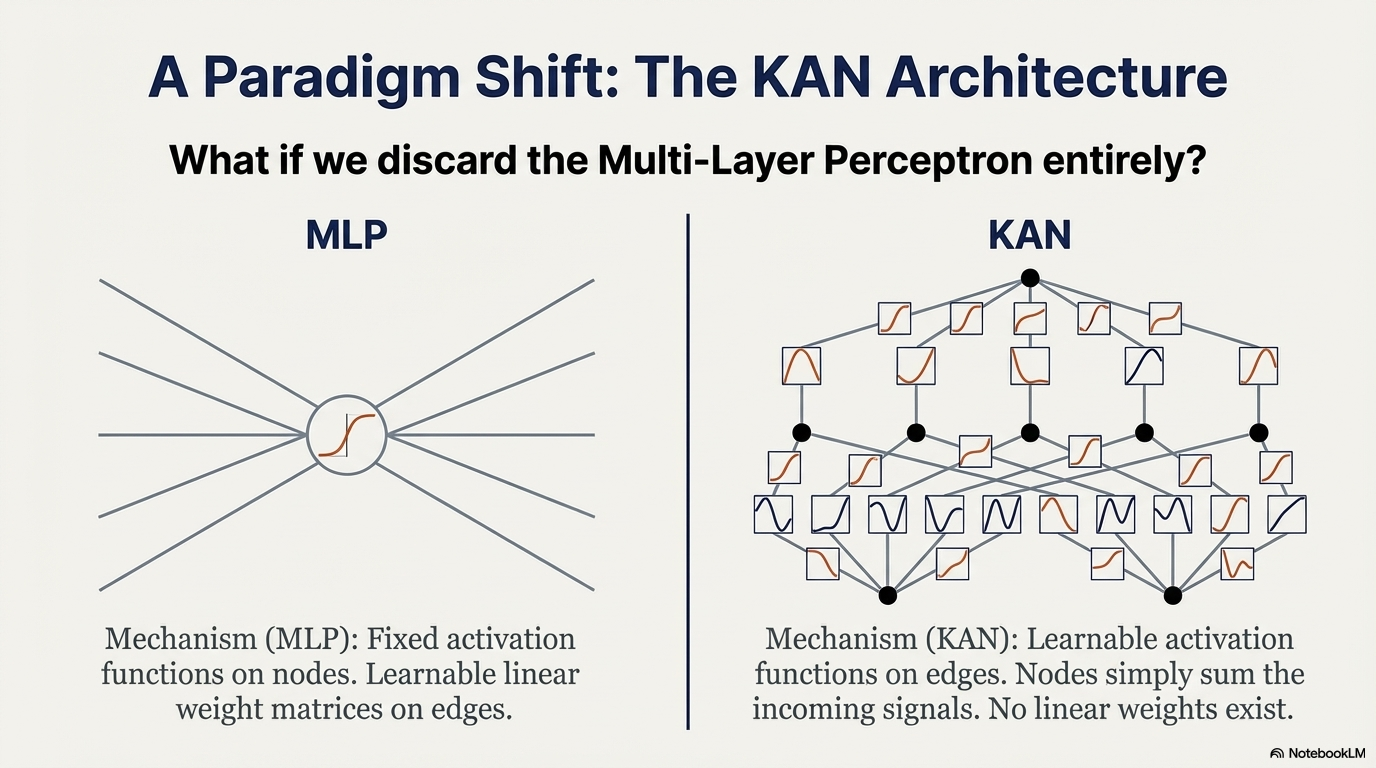 A Paradigm Shift: The KAN Architecture
What if we discard the Multi-Layer Perceptron entirely?
MLP
Mechanism (MLP): Fixed activation
functions on nodes. Learnable linear
weight matrices on edges.
KAN
Mechanism (KAN): Learnable activation
functions on edges. Nodes simply sum the
incoming signals. No linear weights exist.
NotebookLM